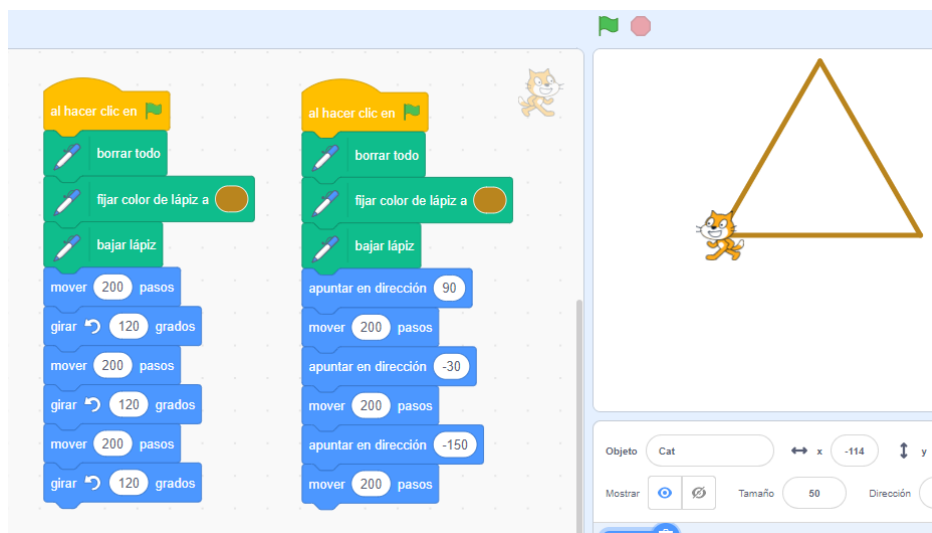 al hacer clic en
borrar todo
fijar color de lápiz a
bajar lápiz
mover 200 pasos
girar 120 grados
mover 200 pasos
girar 120 grados
mover 200 pasos
girar 120 grados
al hacer clic en
borrar todo
fijar color de lápiz a
bajar lápiz
apuntar en dirección 90
mover 200 pasos
apuntar en dirección -30
mover 200 pasos
apuntar en dirección -150
mover 200 pasos
Objeto Cat x -114 y
Mostrar Tamaño 50 Dirección